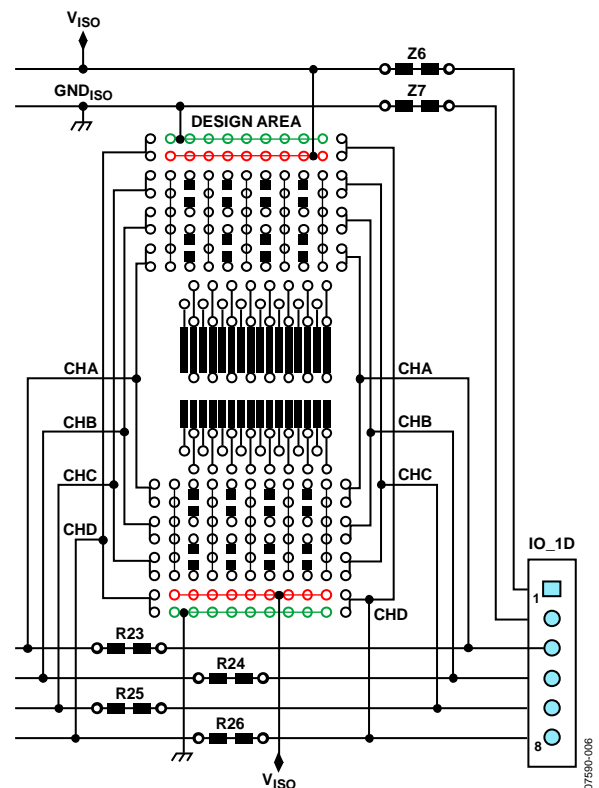 VISO
Z6
GNDISO
Z7
DESIGN AREA
CHA
CHA
CHB
CHB
CHC
CHC
CHD
IO_1D
1
CHD
R23
R24
R25
R26
8
VISO
07590-006